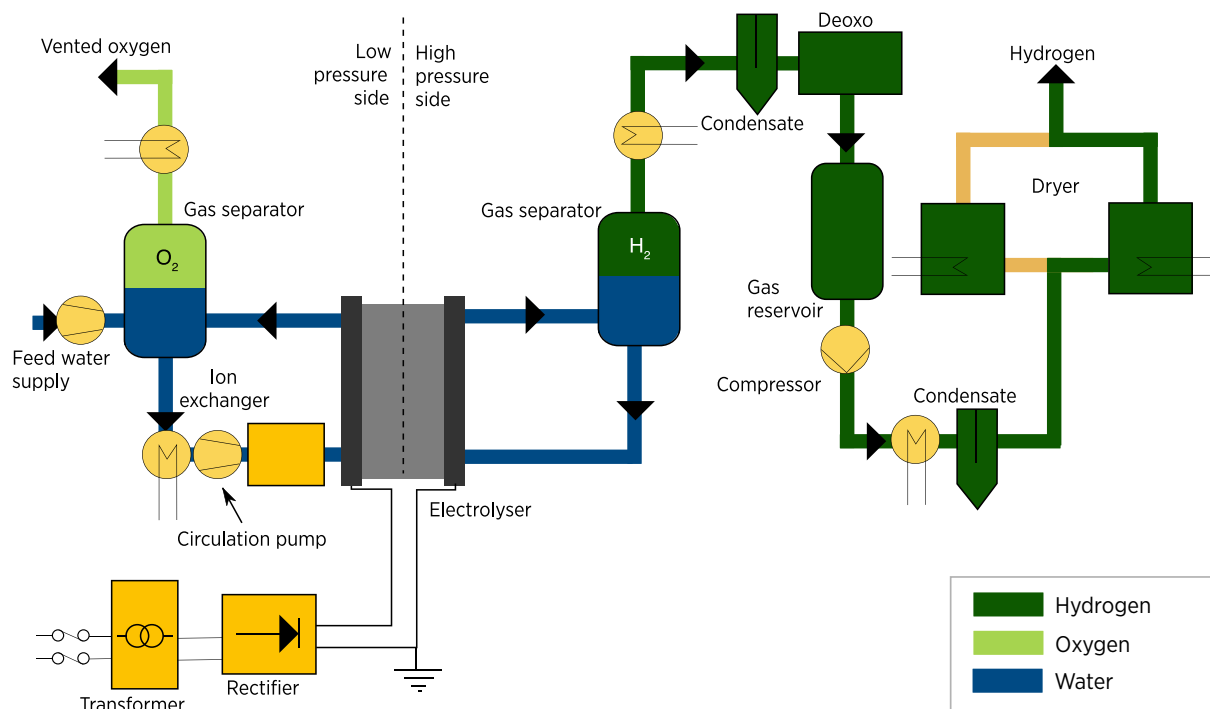 Vented oxygen
Low
pressure
side
High
pressure
side
Deoxo
Hydrogen
Condensate
Dryer
Gas separator
Gas separator
O₂
H₂
Gas
reservoir
Feed water
supply
Ion
exchanger
Compressor
Condensate
Electrolyser
Circulation pump
Transformer
Rectifier
Hydrogen
Oxygen
Water